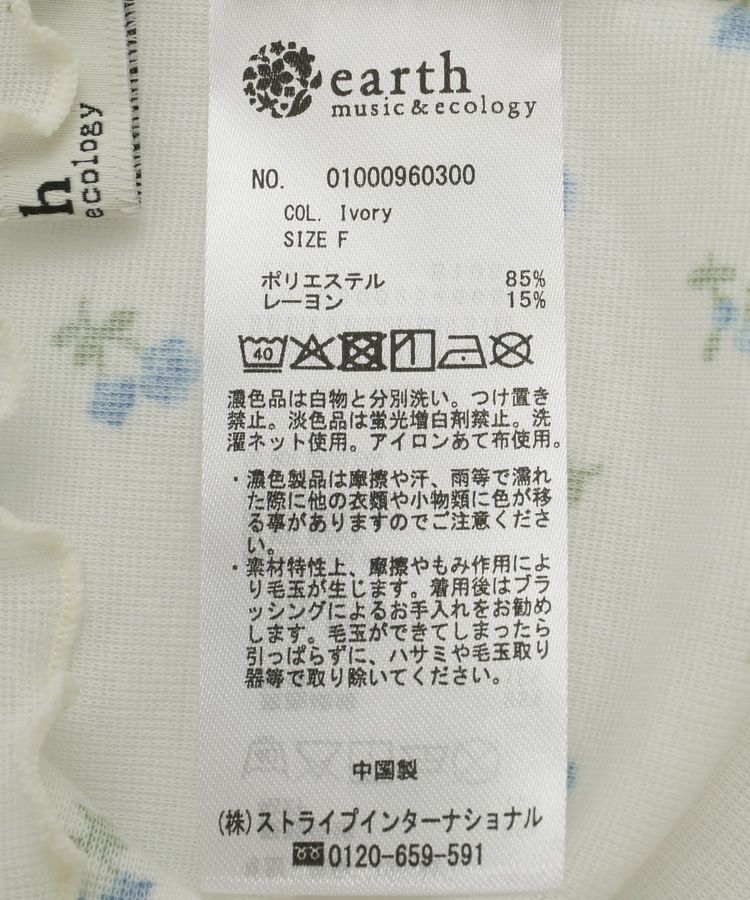 h
ecology
earth
music&ecology
NO. 01000960300
COL. Ivory
SIZE F
ポリエステル 85%
レーヨン 15%
40
濃色品は白物と分別洗い。つけ置き
禁止。淡色品は蛍光増白剤禁止。洗
濯ネット使用。アイロンあて布使用。
・濃色製品は摩擦や汗、雨等で濡れ
た際に他の衣類や小物類に色が移
る事がありますのでご注意くださ
い。
・素材特性上、摩擦やもみ作用によ
り毛玉が生じます。着用後はブラ
ッシングによるお手入れをお勧め
します。毛玉ができてしまったら
引っぱらずに、ハサミや毛玉取り
器等で取り除いてください。
中国製
(株)ストライプインターナショナル
0120-659-591